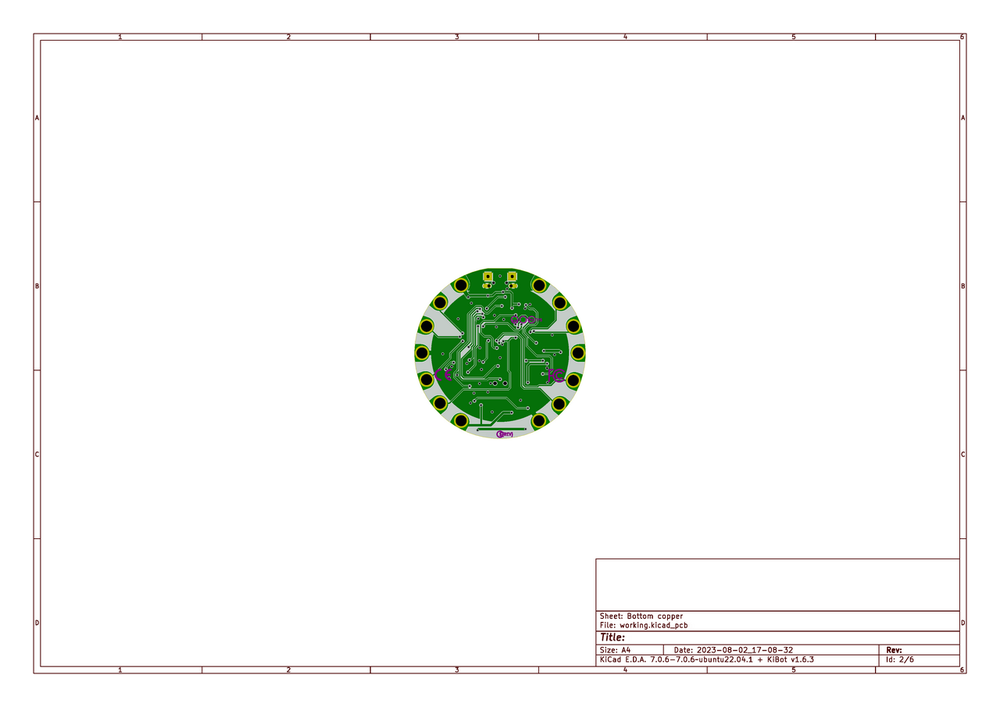 1 2 3 4 5 6
A A
B B
C C
D D
Sheet: Bottom copper
File: working.kicad_pcb
Title:
Size: A4 Date: 2023-08-02_17-08-32 Rev:
KiCad E.D.A. 7.0.6-7.0.6-ubuntu22.04.1 + KiBot v1.6.3 Id: 2/6
1 2 3 4 5 6